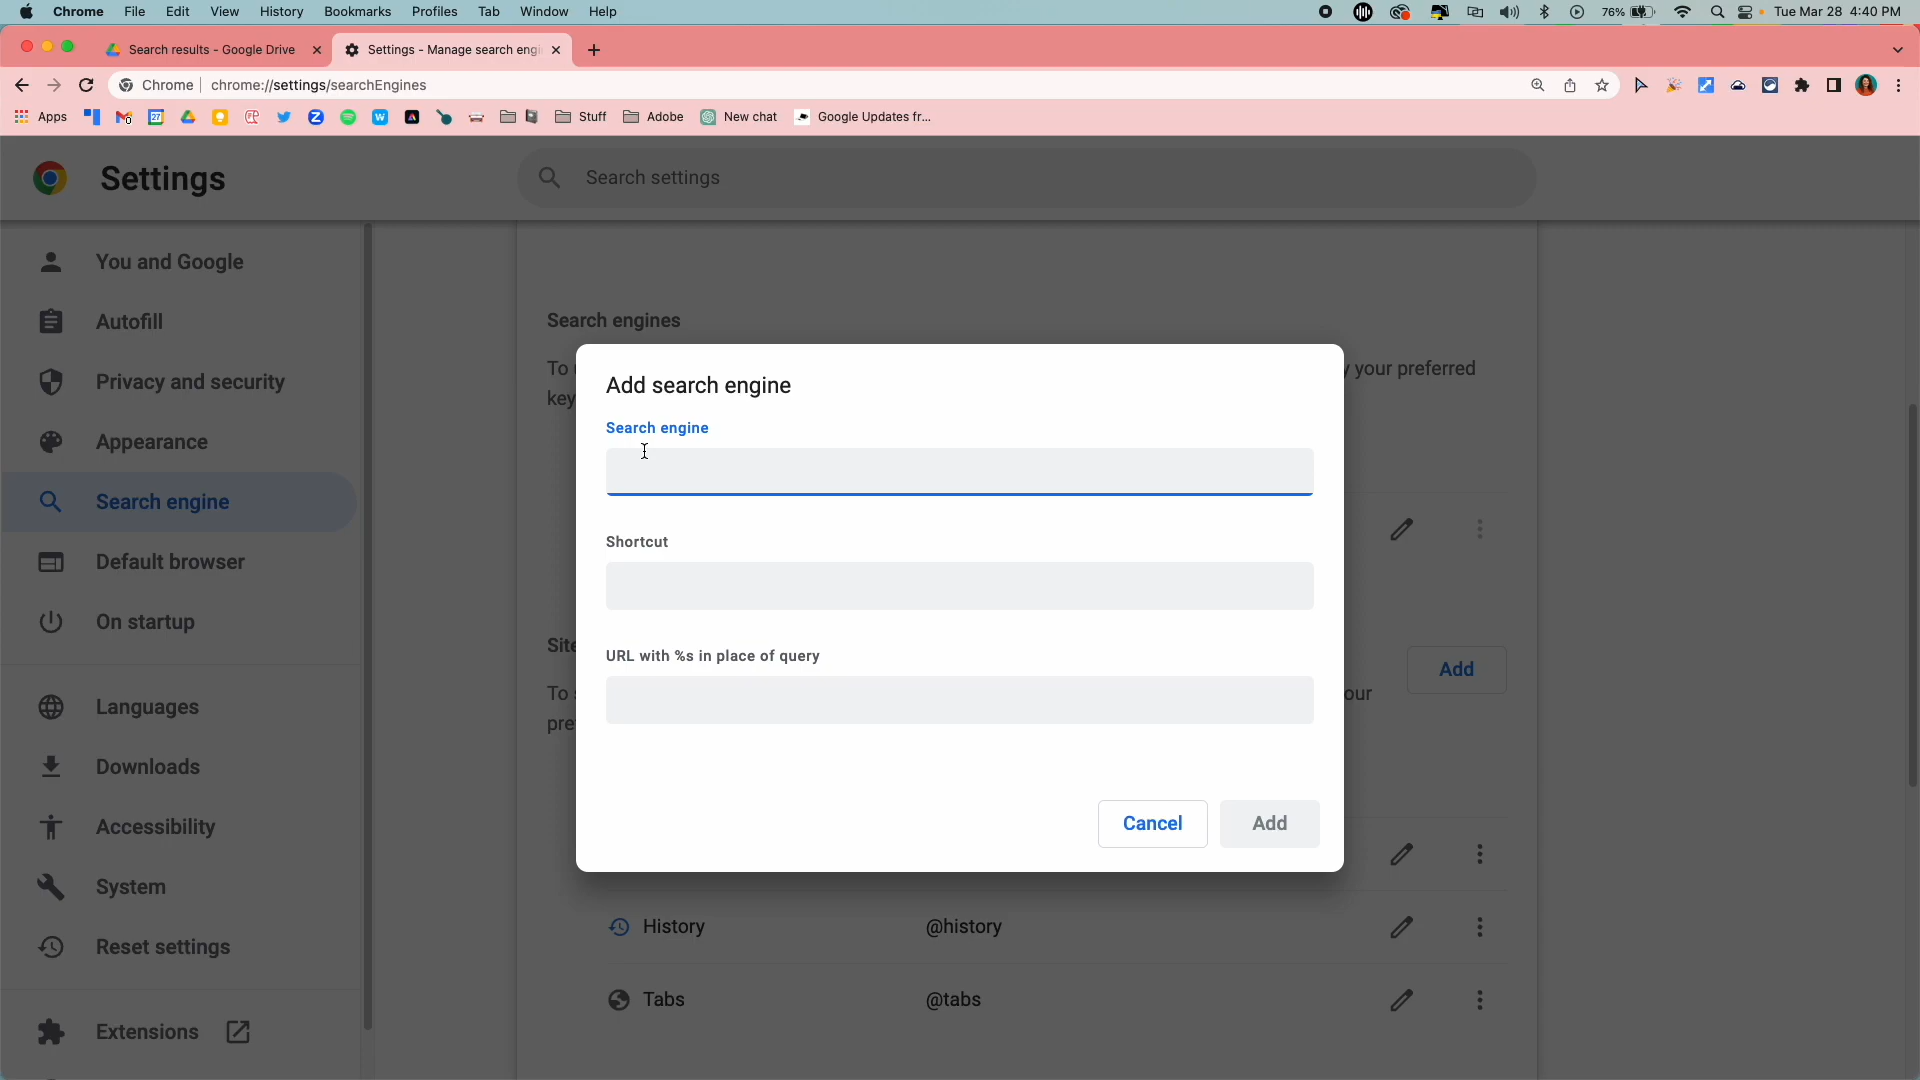 Chrome File Edit View History Bookmarks Profiles Tab Window Help 76% Tue Mar 28 4:40 PM
Search results - Google Drive Settings - Manage search engi
Chrome chrome://settings/searchEngines
Apps 27 Stuff Adobe New chat Google Updates fr...
Settings
Search settings
You and Google
Autofill
Privacy and security
Appearance
Search engine
Default browser
On startup
Languages
Downloads
Accessibility
System
Reset settings
Extensions
Search engines
To y your preferred
key
Add search engine
Search engine
Shortcut
URL with %s in place of query
Cancel Add
Site
Add
To our
pre
History @history
Tabs @tabs